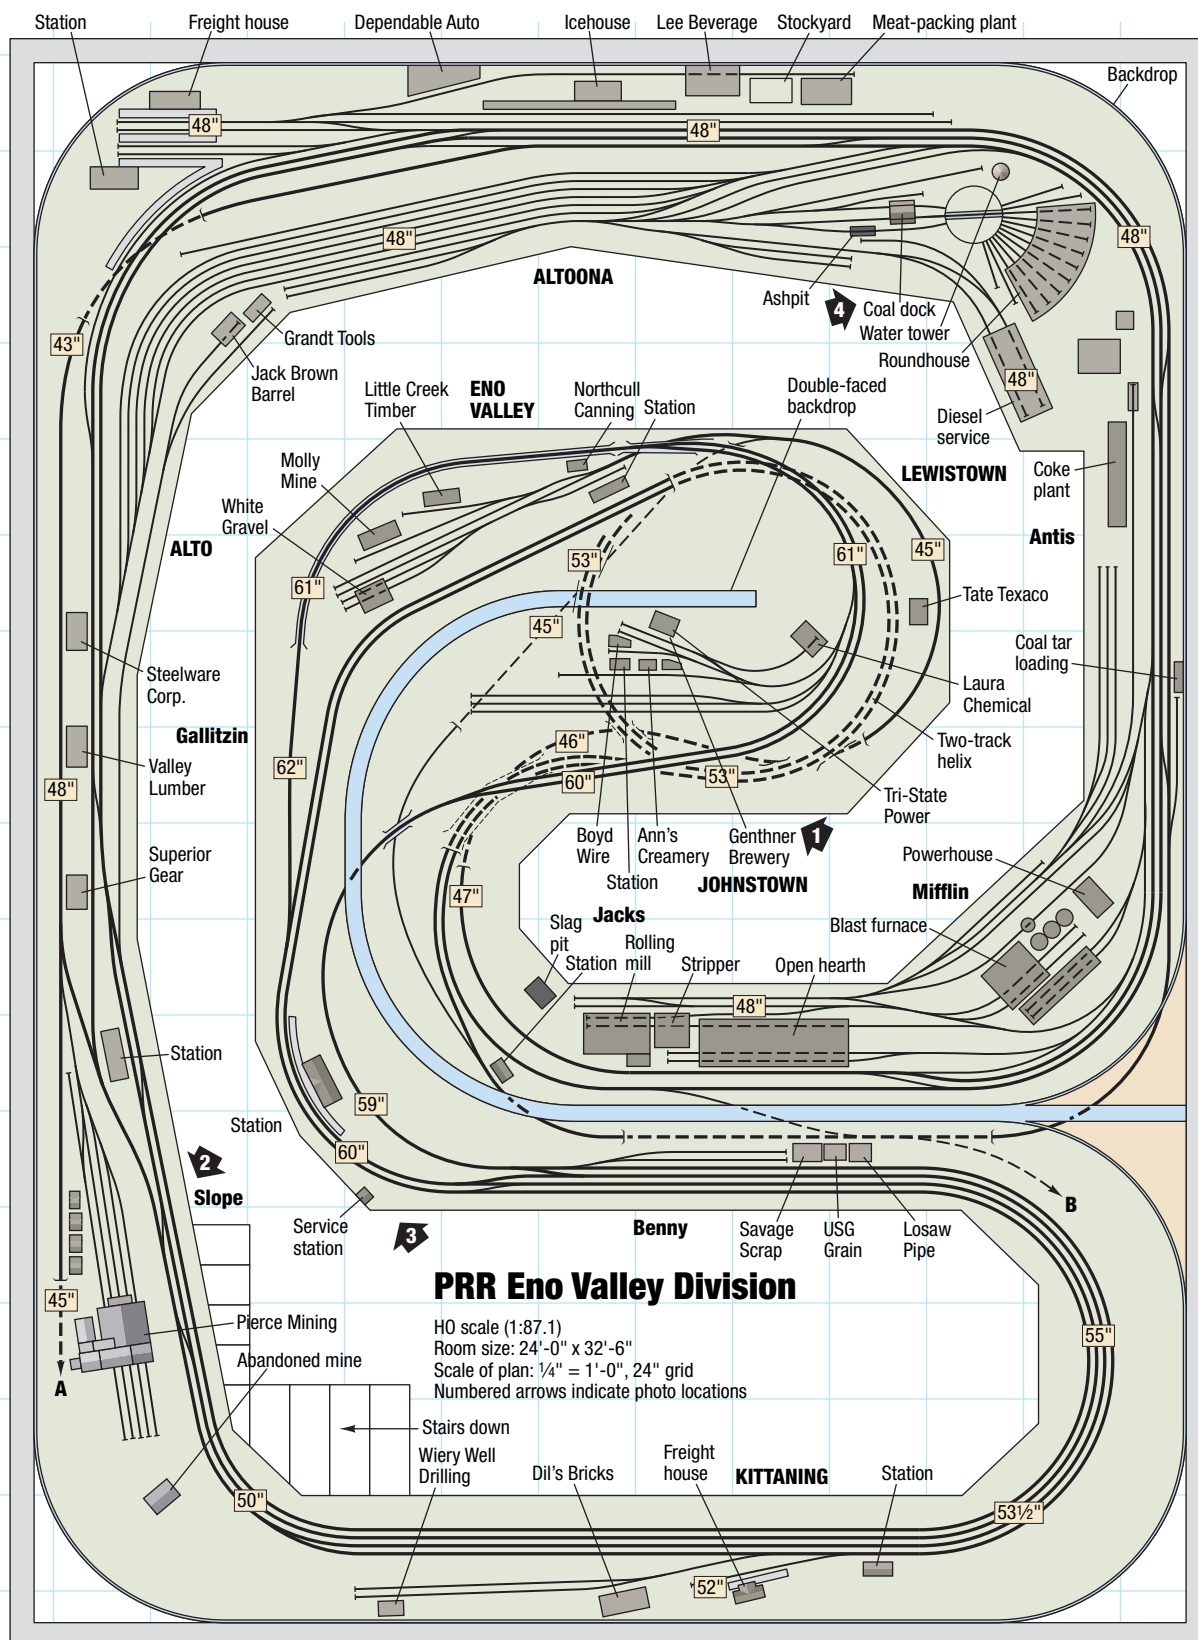 Station
Freight house
Dependable Auto
Icehouse
Lee Beverage
Stockyard
Meat-packing plant
Backdrop
48"
48"
48"
48"
ALTOONA
Ashpit
4
Coal dock
Water tower
Roundhouse
43"
Grandt Tools
Jack Brown
Barrel
48"
Diesel
service
Little Creek
Timber
ENO
VALLEY
Northcull
Canning
Station
Double-faced
backdrop
Molly
Mine
White
Gravel
LEWISTOWN
Coke
plant
Antis
ALTO
53"
61"
45"
61"
45"
Tate Texaco
Coal tar
loading
Laura
Chemical
Steelware
Corp.
Gallitzin
Two-track
helix
46"
62"
60"
53"
Valley
Lumber
48"
Tri-State
Power
Boyd
Wire
Ann's
Creamery
Genthner
Brewery
1
Station
JOHNSTOWN
Superior
Gear
Powerhouse
Mifflin
47"
Jacks
Slag
pit
Blast furnace
Station
Rolling
mill
Stripper
Open hearth
48"
Station
59"
Station
60"
2
Slope
B
Service
station
3
Benny
Savage
Scrap
USG
Grain
Losaw
Pipe
PRR Eno Valley Division
HO scale (1:87.1)
Room size: 24'-0" x 32'-6"
Scale of plan: ¼" = 1'-0", 24" grid
Numbered arrows indicate photo locations
45"
Pierce Mining
55"
Abandoned mine
A
Stairs down
Wiery Well
Drilling
Dil's Bricks
Freight
house
KITTANING
Station
50"
53½"
52"